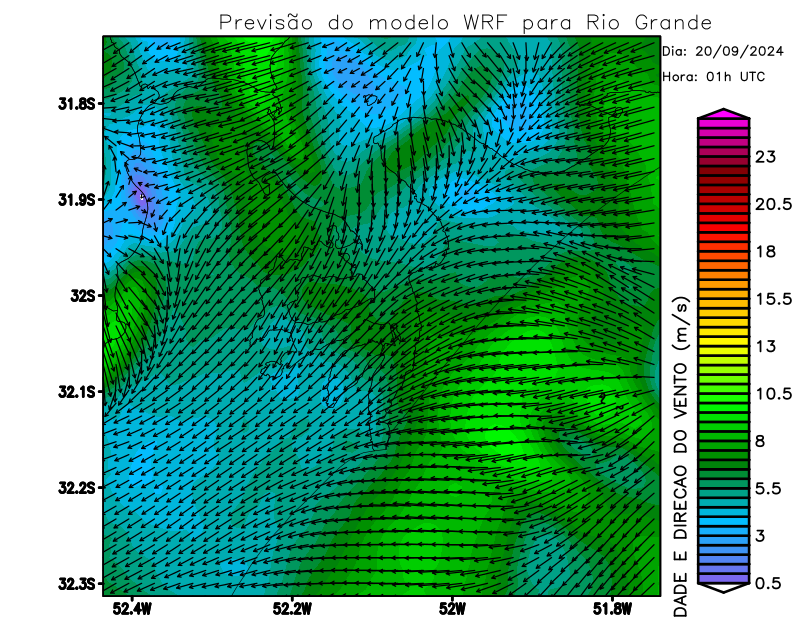 Previsão do modelo WRF para Rio Grande
Dia: 20/09/2024
Hora: 01h UTC
31.8S
31.9S
32S
32.1S
32.2S
32.3S
52.4W
52.2W
52W
51.8W
23
20.5
18
15.5
13
10.5
8
5.5
3
0.5
DADE E DIRECAO DO VENTO (m/s)